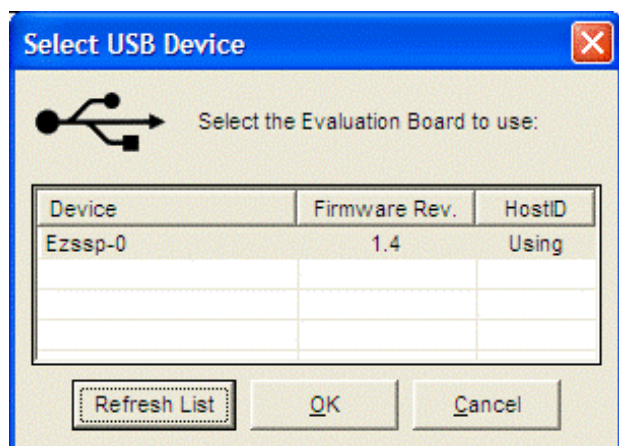 Select USB Device
Select the Evaluation Board to use:
Device Firmware Rev. HostID
Ezssp-0 1.4 Using
Refresh List OK Cancel